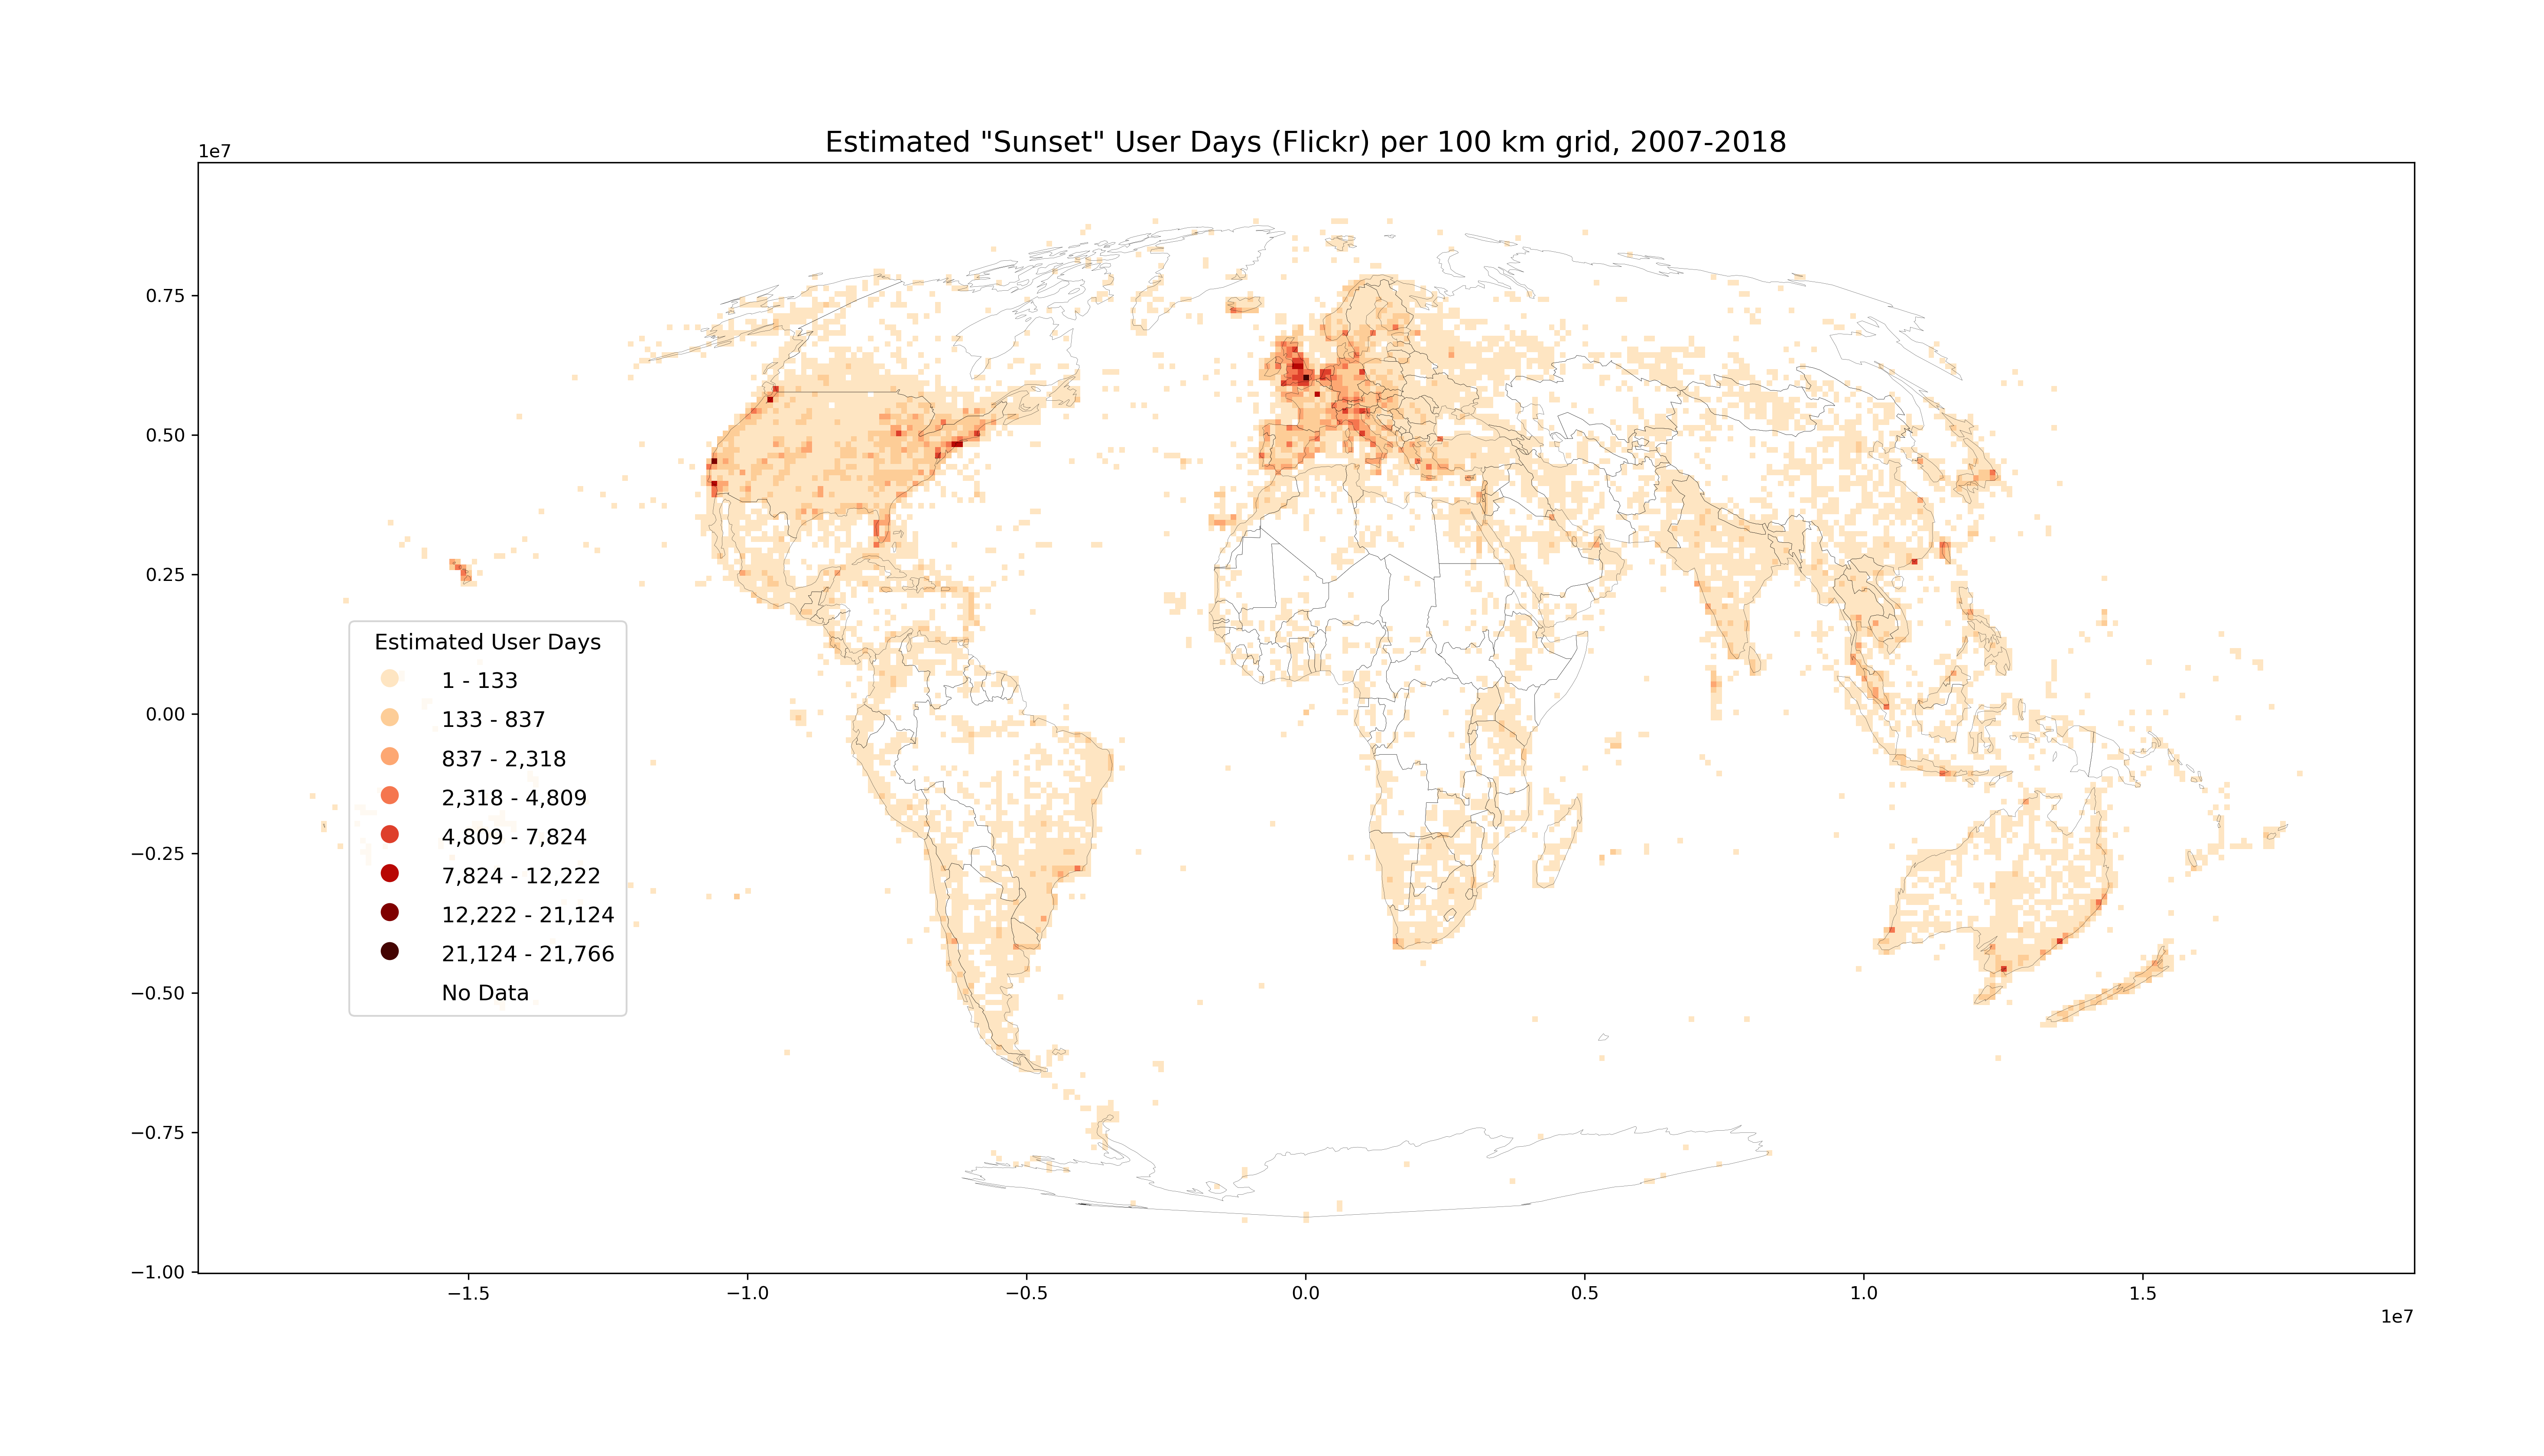 Estimated "Sunset" User Days (Flickr) per 100 km grid, 2007-2018
1e7
0.75
0.50
0.25
0.00
−0.25
−0.50
−0.75
−1.00
Estimated User Days
1 - 133
133 - 837
837 - 2,318
2,318 - 4,809
4,809 - 7,824
7,824 - 12,222
12,222 - 21,124
21,124 - 21,766
No Data
−1.5
−1.0
−0.5
0.0
0.5
1.0
1.5
1e7